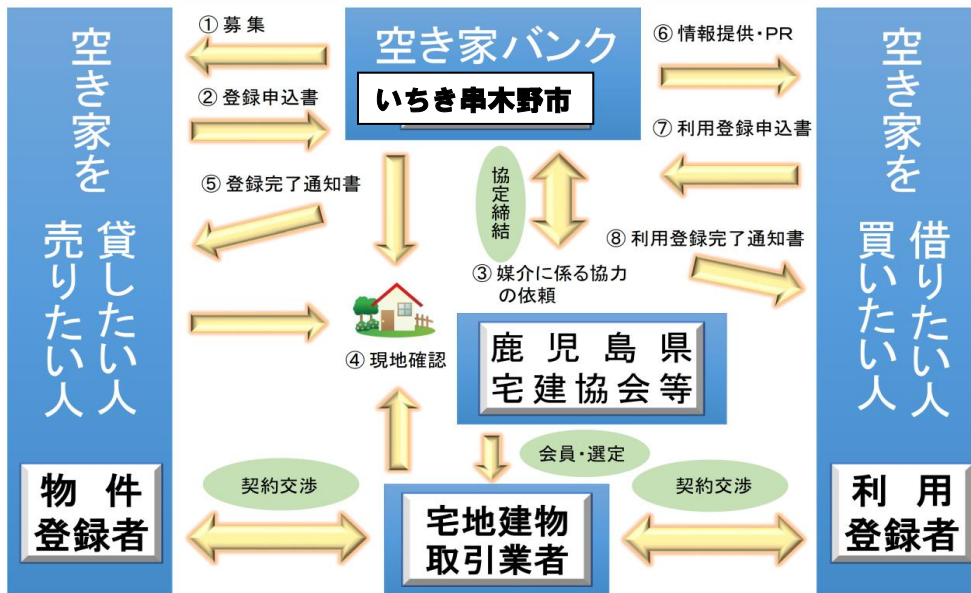 空き家を
貸したい人
売りたい人
物件
登録者
① 募集
② 登録申込書
⑤ 登録完了通知書
空き家バンク
いちき串木野市
協定締結
③ 媒介に係る協力
の依頼
④ 現地確認
鹿児島県
宅建協会等
会員・選定
契約交渉
宅地建物
取引業者
契約交渉
⑥ 情報提供・PR
⑦ 利用登録申込書
⑧ 利用登録完了通知書
空き家を
借りたい人
買いたい人
利用
登録者